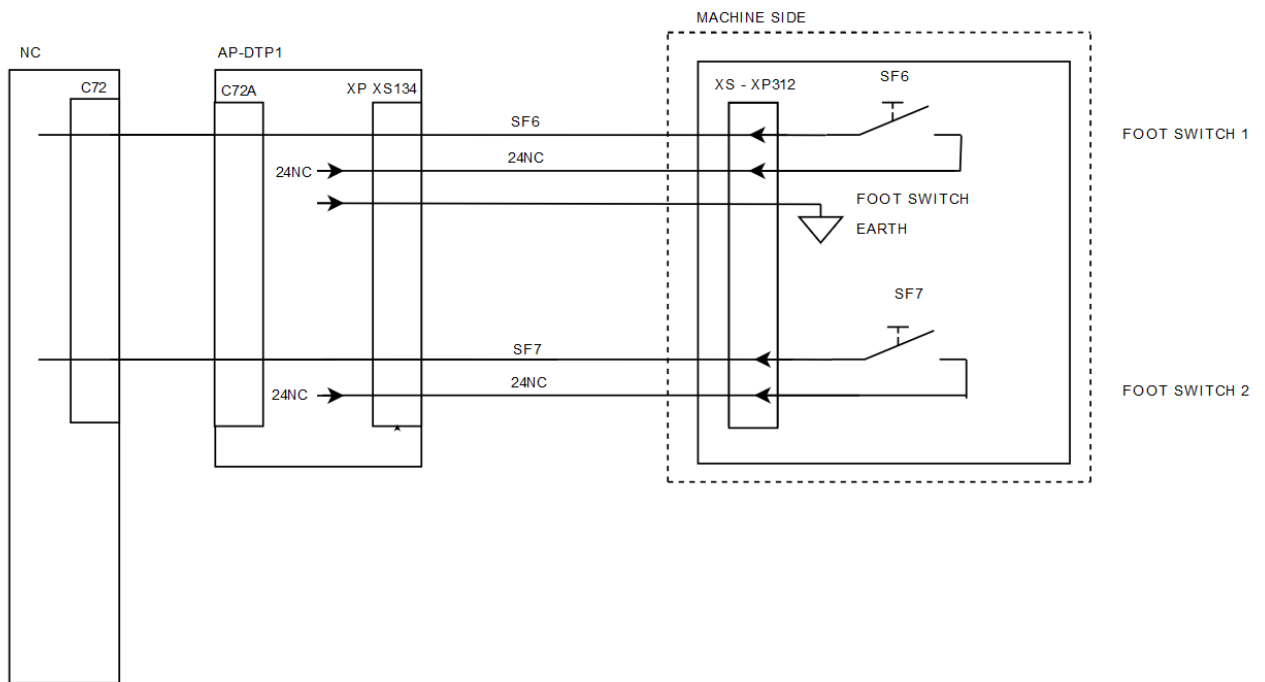 MACHINE SIDE
NC
AP-DTP1
C72
C72A
XP XS134
XS - XP312
SF6
SF6
FOOT SWITCH 1
24NC
24NC
FOOT SWITCH
EARTH
SF7
SF7
24NC
24NC
FOOT SWITCH 2